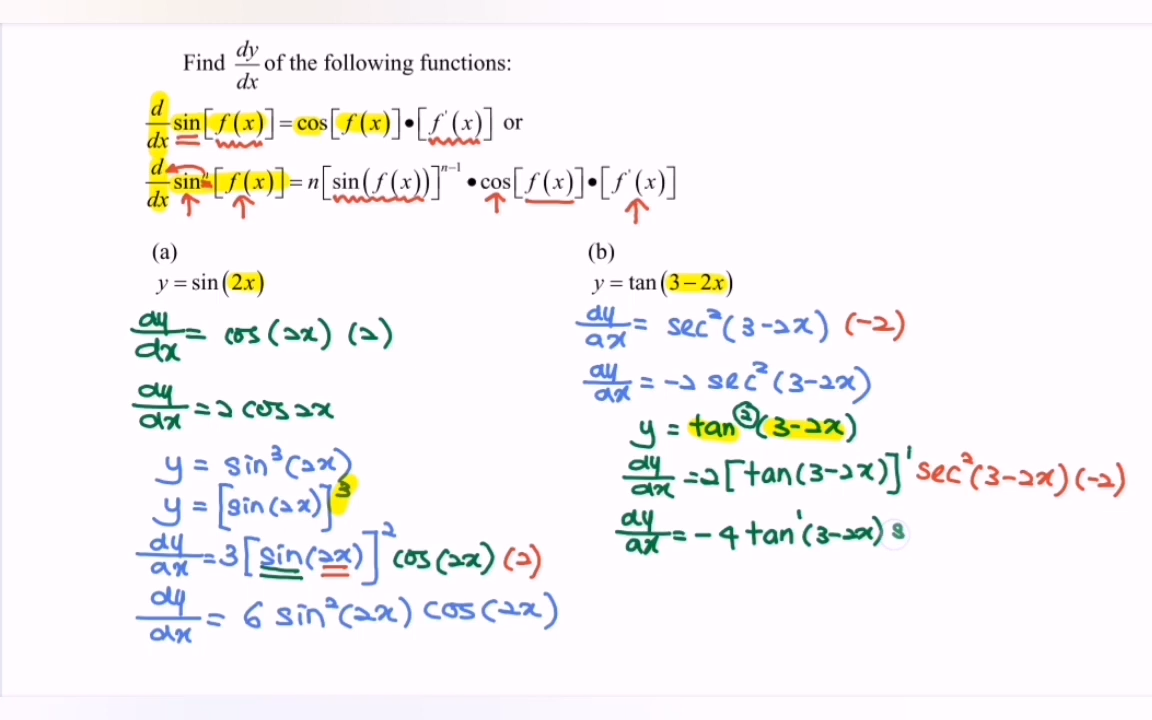 Find dy/dx of the following functions:
d/dx sin[f(x)] = cos[f(x)]•[f'(x)] or
d/dx sinⁿ[f(x)] = n[sin(f(x))]ⁿ⁻¹ •cos[f(x)]•[f'(x)]
(a)
y = sin(2x)
dy/dx = cos(2x) (2)
dy/dx = 2 cos 2x
y = sin³(2x)
y = [sin(2x)]³
dy/dx = 3[sin(2x)]² cos(2x) (2)
dy/dx = 6 sin²(2x) cos(2x)
(b)
y = tan(3−2x)
dy/dx = sec²(3−2x) (−2)
dy/dx = −2 sec²(3−2x)
y = tan²(3−2x)
dy/dx = 2[tan(3−2x)]¹ sec²(3−2x) (−2)
dy/dx = −4 tan¹(3−2x) s